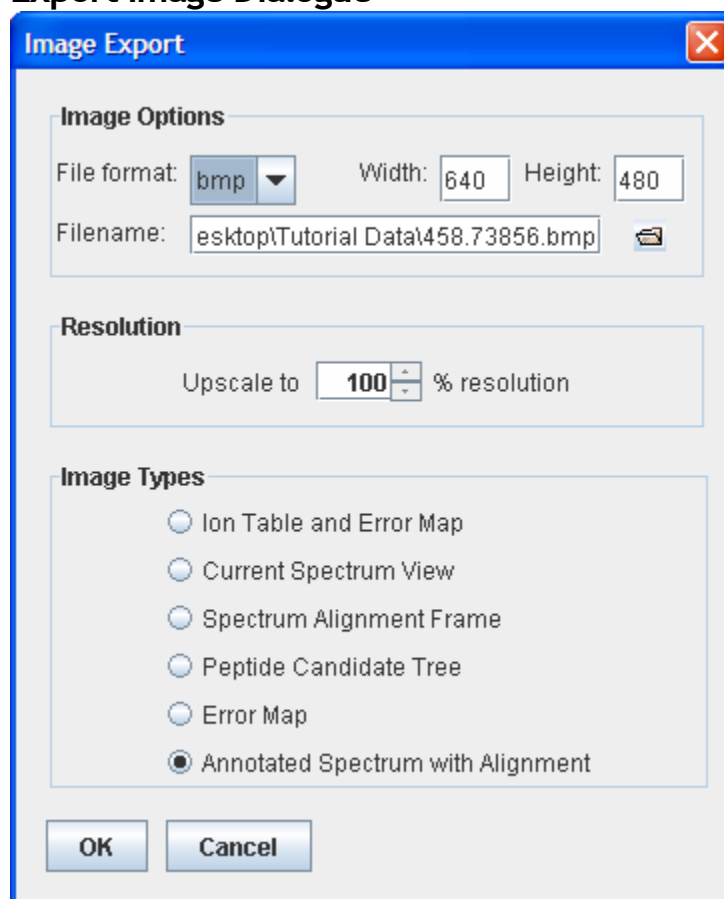 Export Image Dialogue
Image Export
Image Options
File format: bmp Width: 640 Height: 480
Filename: esktop\Tutorial Data\458.73856.bmp
Resolution
Upscale to 100 % resolution
Image Types
Ion Table and Error Map
Current Spectrum View
Spectrum Alignment Frame
Peptide Candidate Tree
Error Map
Annotated Spectrum with Alignment
OK Cancel